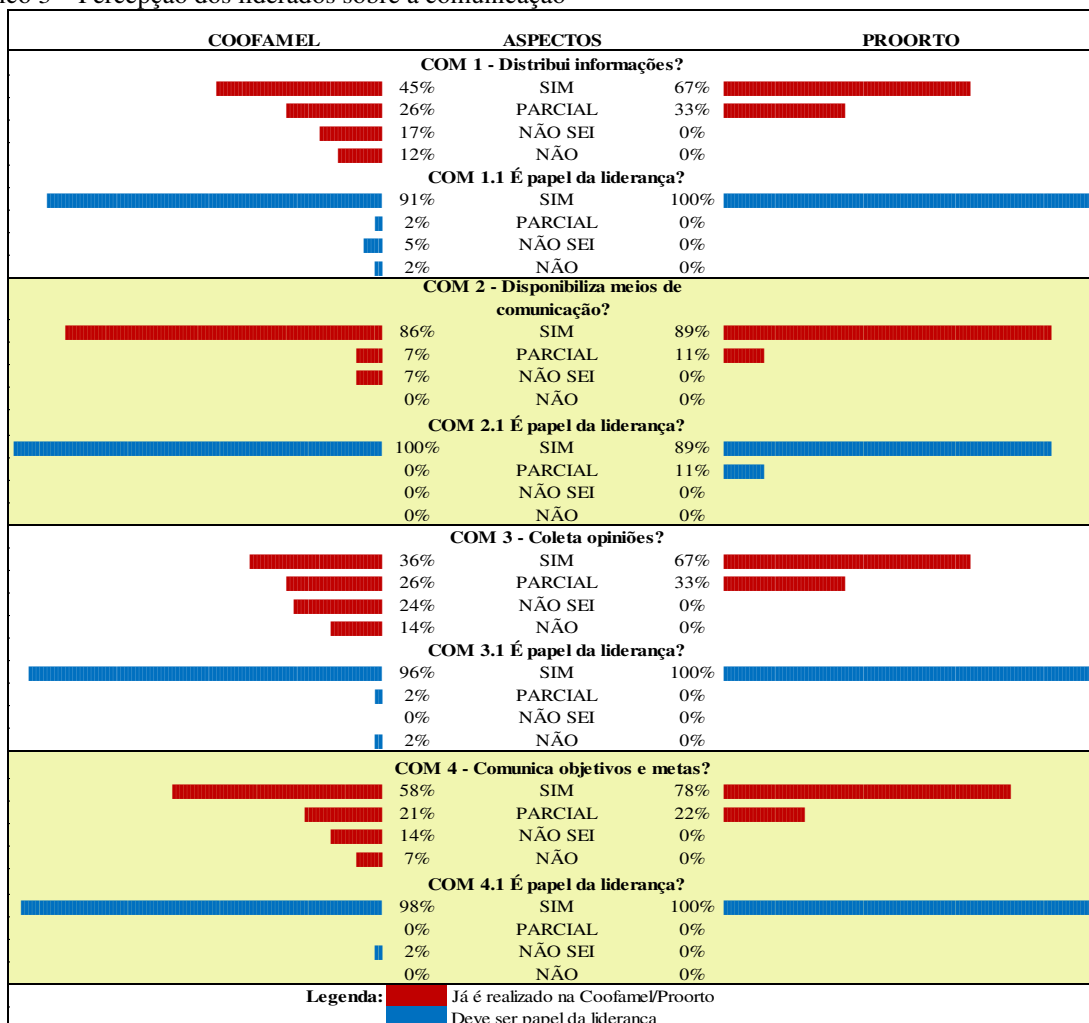 ico 3 – Percepção dos liderados sobre a comunicação
COOFAMEL ASPECTOS PROORTO
COM 1 - Distribui informações?
45% SIM 67%
26% PARCIAL 33%
17% NÃO SEI 0%
12% NÃO 0%
COM 1.1 É papel da liderança?
91% SIM 100%
2% PARCIAL 0%
5% NÃO SEI 0%
2% NÃO 0%
COM 2 - Disponibiliza meios de
comunicação?
86% SIM 89%
7% PARCIAL 11%
7% NÃO SEI 0%
0% NÃO 0%
COM 2.1 É papel da liderança?
100% SIM 89%
0% PARCIAL 11%
0% NÃO SEI 0%
0% NÃO 0%
COM 3 - Coleta opiniões?
36% SIM 67%
26% PARCIAL 33%
24% NÃO SEI 0%
14% NÃO 0%
COM 3.1 É papel da liderança?
96% SIM 100%
2% PARCIAL 0%
0% NÃO SEI 0%
2% NÃO 0%
COM 4 - Comunica objetivos e metas?
58% SIM 78%
21% PARCIAL 22%
14% NÃO SEI 0%
7% NÃO 0%
COM 4.1 É papel da liderança?
98% SIM 100%
0% PARCIAL 0%
2% NÃO SEI 0%
0% NÃO 0%
Legenda: Já é realizado na Coofamel/Proorto
Deve ser papel da liderança